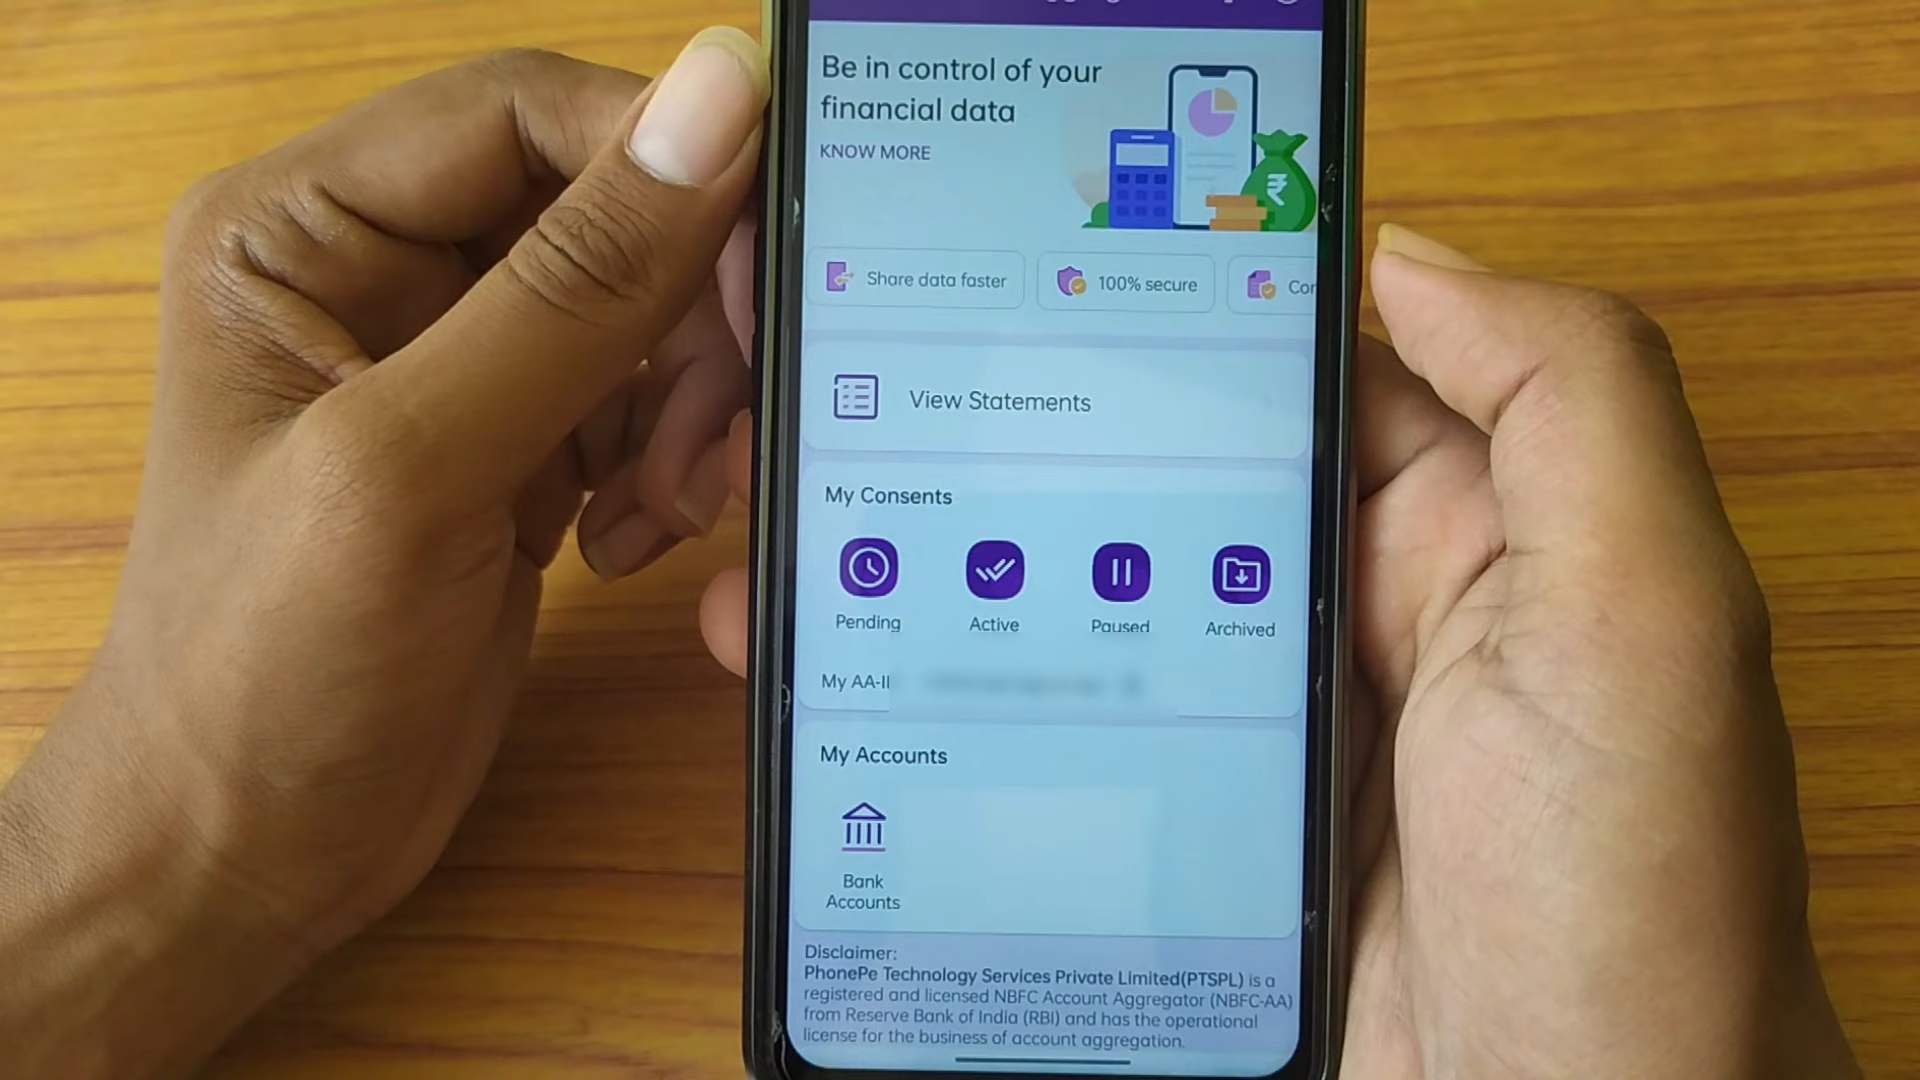 Be in control of your
financial data
KNOW MORE
₹
Share data faster
100% secure
View Statements
My Consents
Pending
Active
Paused
Archived
My
My Accounts
Bank
Accounts
Disclaimer:
PhonePe Technology Services Private Limited(PTSPL) is a
registered and licensed NBFC Account Aggregator (NBFC-AA)
from Reserve Bank of India (RBI) and has the operational
license for the business of account aggregation.